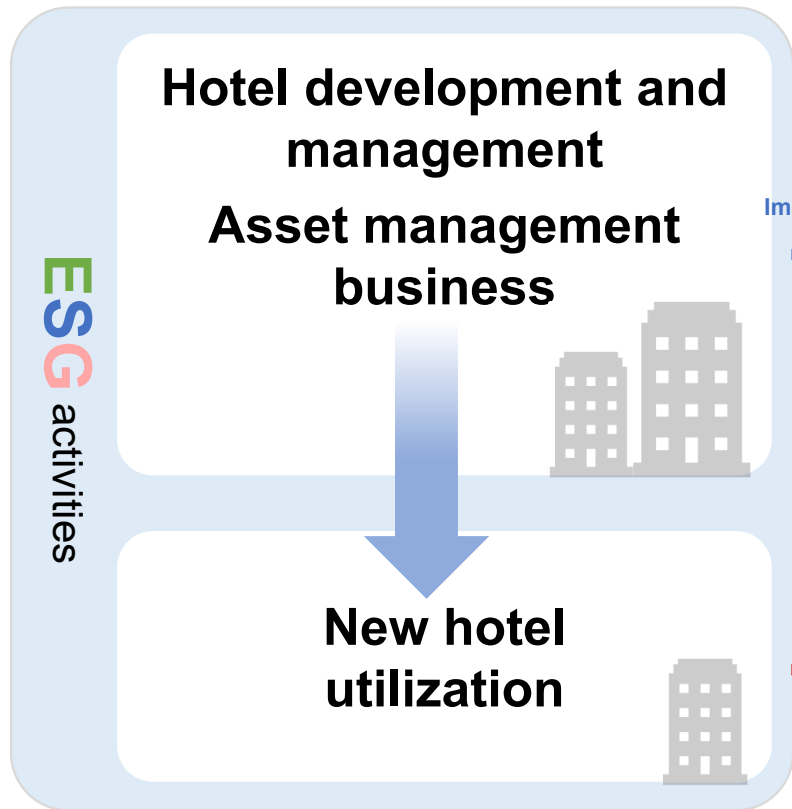 Hotel development and
management
Asset management
business
ESG activities
New hotel
utilization